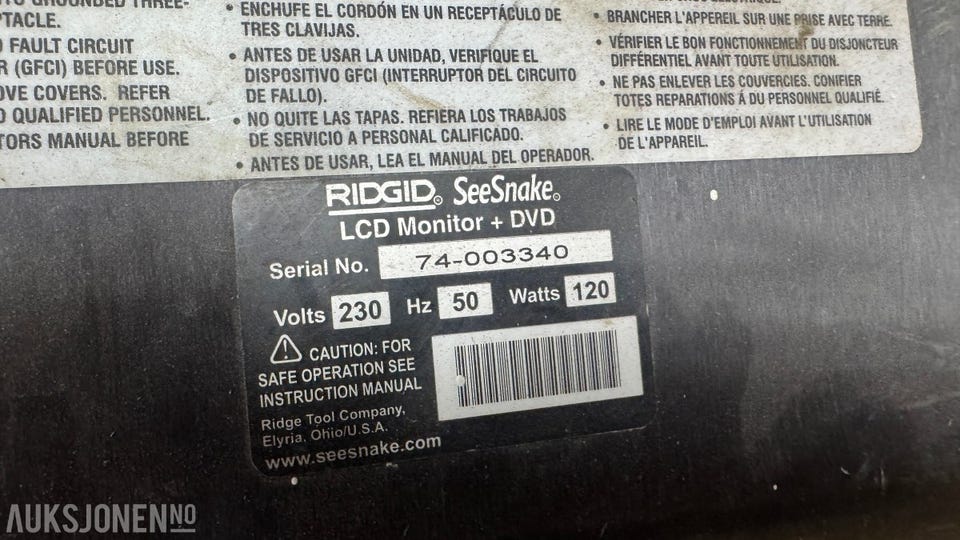 PTACLE.
FAULT CIRCUIT
R (GFCI) BEFORE USE.
OVE COVERS. REFER
QUALIFIED PERSONNEL.
TORS MANUAL BEFORE
• ENCHUFE EL CORDÓN EN UN RECEPTÁCULO DE
TRES CLAVIJAS.
• ANTES DE USAR LA UNIDAD, VERIFIQUE EL
DISPOSITIVO GFCI (INTERRUPTOR DEL CIRCUITO
DE FALLO).
• NO QUITE LAS TAPAS. REFIERA LOS TRABAJOS
DE SERVICIO A PERSONAL CALIFICADO.
• ANTES DE USAR, LEA EL MANUAL DEL OPERADOR.
• BRANCHER L'APPEREIL SUR UNE PRISE AVEC TERRE.
• VÉRIFIER LE BON FONCTIONNEMENT DU DISJONCTEUR
DIFFÉRENTIEL AVANT TOUTE UTILISATION.
• NE PAS ENLEVER LES COUVERCIES. CONIFIER
TOTES REPARATIONS Á DU PERSONNEL QUALIFIÉ.
• LIRE LE MODE D'EMPLOI AVANT L'UTILISATION
DE L'APPAREIL.
RIDGID® SeeSnake®
LCD Monitor + DVD
Serial No. 74-003340
Volts 230 Hz 50 Watts 120
CAUTION: FOR
SAFE OPERATION SEE
INSTRUCTION MANUAL
Ridge Tool Company,
Elyria, Ohio/U.S.A.
www.seesnake.com
AUKSJONEN.NO